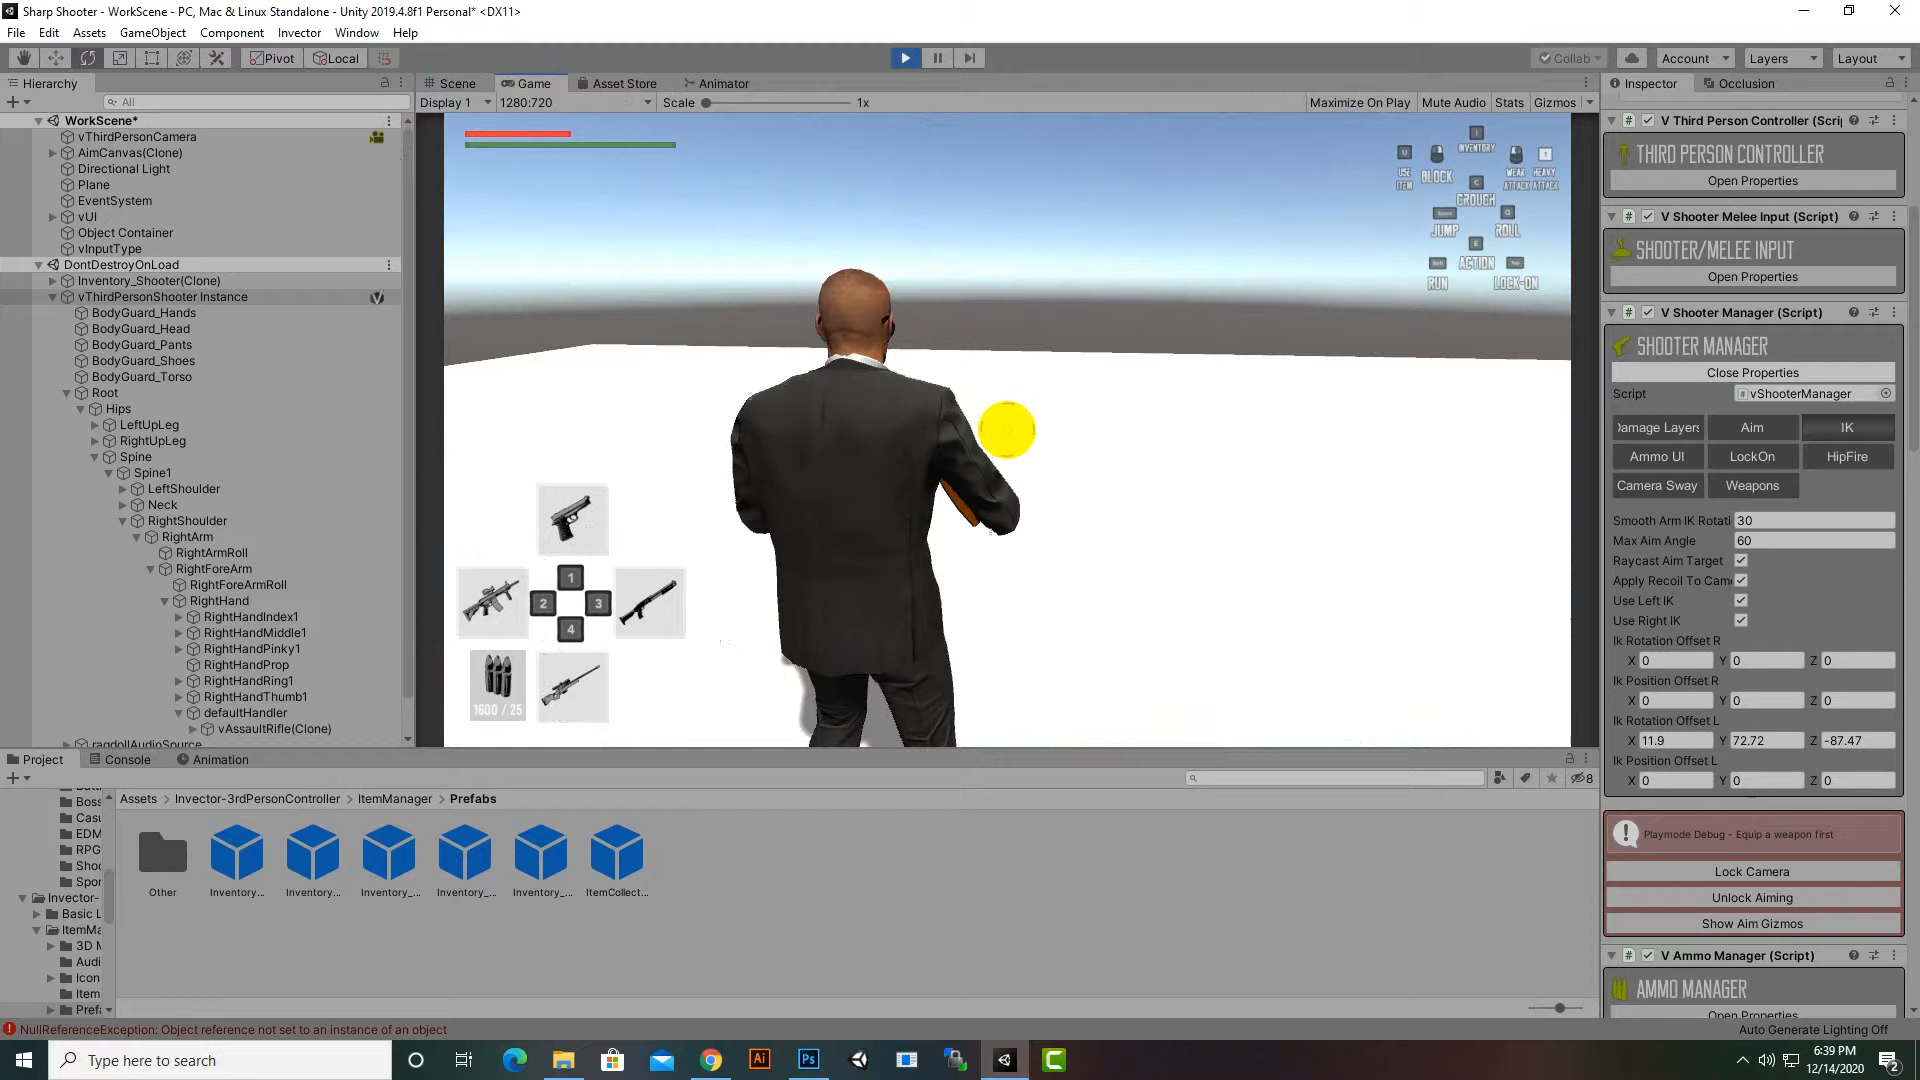 Sharp Shooter - WorkScene - PC, Mac & Linux Standalone - Unity 2019.4.8f1 Personal* <DX11>
File Edit Assets GameObject Component Invector Window Help
Pivot Local Collab Account Layers Layout
Hierarchy
All
WorkScene*
vThirdPersonCamera
AimCanvas(Clone)
Directional Light
Plane
EventSystem
vUI
Object Container
vInputType
DontDestroyOnLoad
Inventory_Shooter(Clone)
vThirdPersonShooter Instance
BodyGuard_Hands
BodyGuard_Head
BodyGuard_Pants
BodyGuard_Shoes
BodyGuard_Torso
Root
Hips
LeftUpLeg
RightUpLeg
Spine
Spine1
LeftShoulder
Neck
RightShoulder
RightArm
RightArmRoll
RightForeArm
RightForeArmRoll
RightHand
RightHandIndex1
RightHandMiddle1
RightHandPinky1
RightHandProp
RightHandRing1
RightHandThumb1
defaultHandler
vAssaultRifle(Clone)
ragdollAudioSource
Scene Game Asset Store Animator
Display 1 1280:720 Scale 1x Maximize On Play Mute Audio Stats Gizmos
I
INVENTORY
U
USE ITEM
BLOCK
WEAK ATTACK
HEAVY ATTACK
C
CROUCH
JUMP
Q
ROLL
E
ACTION
RUN
LOCK-ON
1
2 3
4
1600 / 25
Inspector Occlusion
V Third Person Controller (Scri
THIRD PERSON CONTROLLER
Open Properties
V Shooter Melee Input (Script)
SHOOTER/MELEE INPUT
Open Properties
V Shooter Manager (Script)
SHOOTER MANAGER
Close Properties
Script vShooterManager
Damage Layers Aim IK
Ammo UI LockOn HipFire
Camera Sway Weapons
Smooth Arm IK Rotati 30
Max Aim Angle 60
Raycast Aim Target
Apply Recoil To Cam
Use Left IK
Use Right IK
Ik Rotation Offset R
X 0 Y 0 Z 0
Ik Position Offset R
X 0 Y 0 Z 0
Ik Rotation Offset L
X 11.9 Y 72.72 Z -87.47
Ik Position Offset L
X 0 Y 0 Z 0
Playmode Debug - Equip a weapon first
Lock Camera
Unlock Aiming
Show Aim Gizmos
V Ammo Manager (Script)
AMMO MANAGER
Open Properties
Project Console Animation
8
Boss
Casu
EDM
RPG
Shoo
Spor
Invector-
Basic L
ItemMa
3D M
Audi
Icon
Item
Prefa
Assets > Invector-3rdPersonController > ItemManager > Prefabs
Other Inventory... Inventory... Inventory_... Inventory_... Inventory_... ItemCollect...
NullReferenceException: Object reference not set to an instance of an object
Auto Generate Lighting Off
Type here to search
Ai Ps
6:39 PM
12/14/2020
2